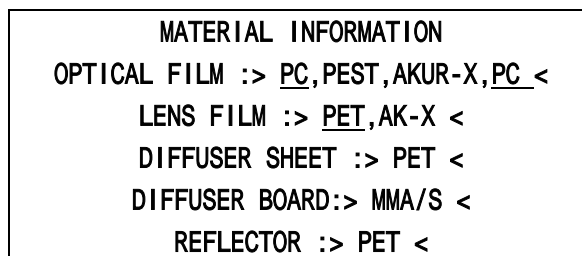 MATERIAL INFORMATION
OPTICAL FILM :> PC,PEST,AKUR-X,PC <
LENS FILM :> PET,AK-X <
DIFFUSER SHEET :> PET <
DIFFUSER BOARD:> MMA/S <
REFLECTOR :> PET <